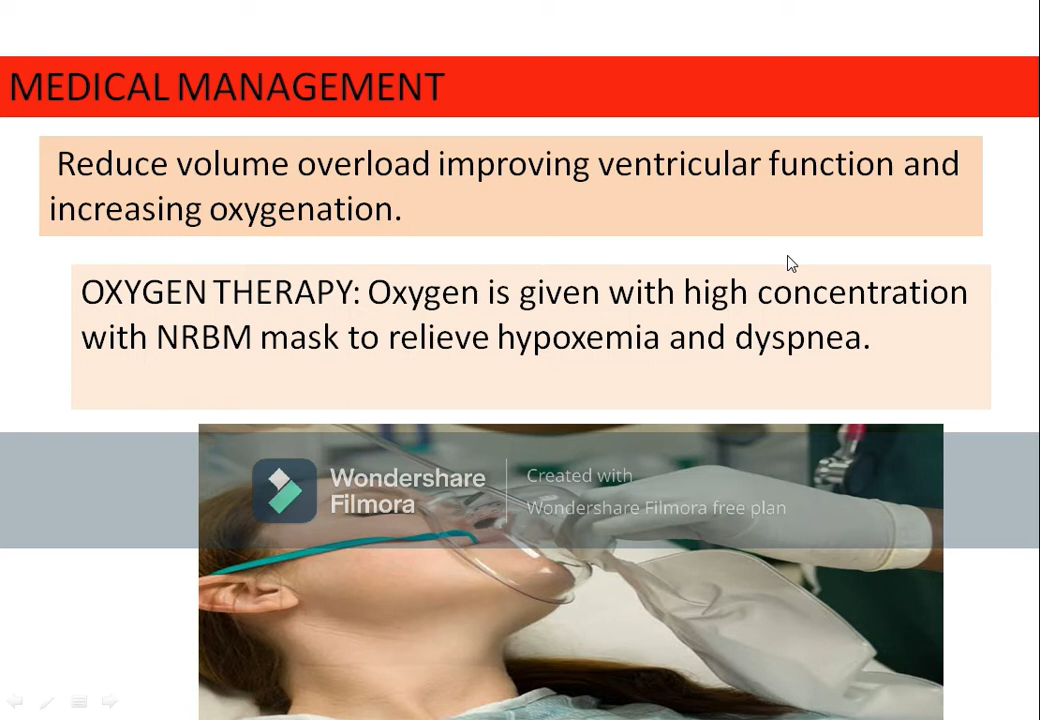 MEDICAL MANAGEMENT
Reduce volume overload improving ventricular function and
increasing oxygenation.
OXYGEN THERAPY: Oxygen is given with high concentration
with NRBM mask to relieve hypoxemia and dyspnea.
Wondershare
Filmora
Created with
Wondershare Filmora free plan